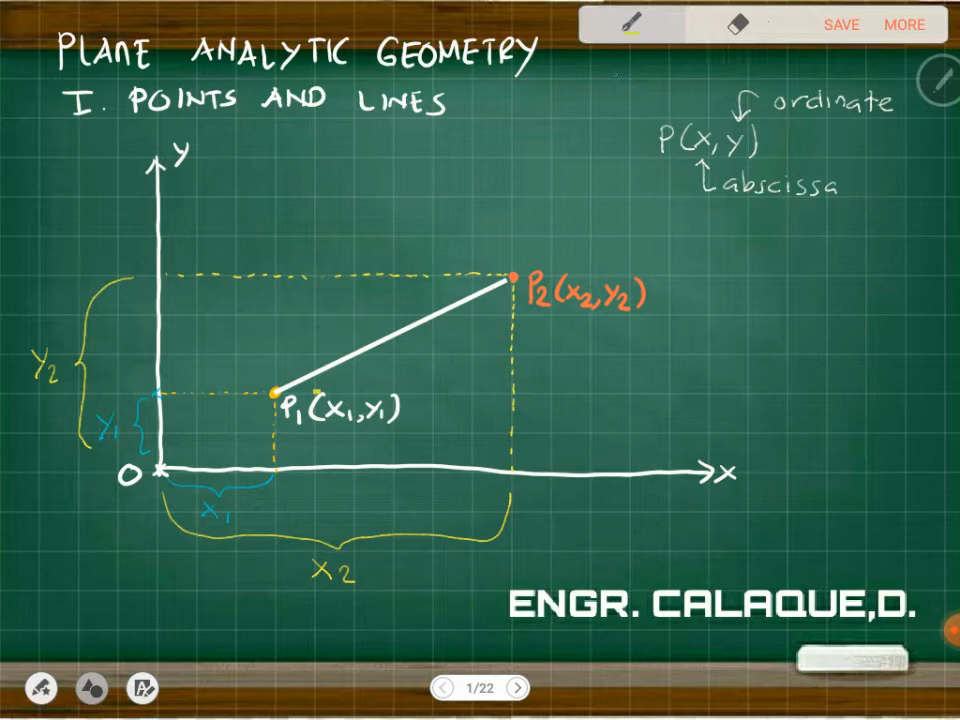 SAVE MORE
PLANE ANALYTIC GEOMETRY
I. POINTS AND LINES
ordinate
P(x, y)
abscissa
y
P2(x2, y2)
y2
P1(x1, y1)
y1
O
x
x1
x2
ENGR. CALAQUE,D.
1/22